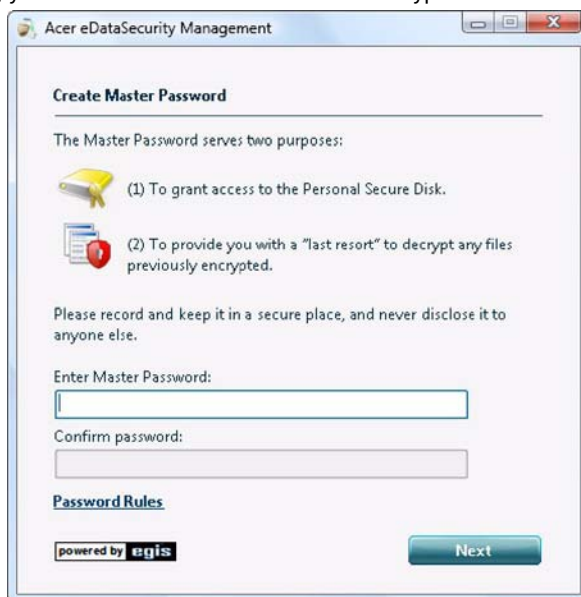 Acer eDataSecurity Management
Create Master Password
The Master Password serves two purposes:
(1) To grant access to the Personal Secure Disk.
(2) To provide you with a "last resort" to decrypt any files
previously encrypted.
Please record and keep it in a secure place, and never disclose it to
anyone else.
Enter Master Password:
Confirm password:
Password Rules
powered by egis
Next